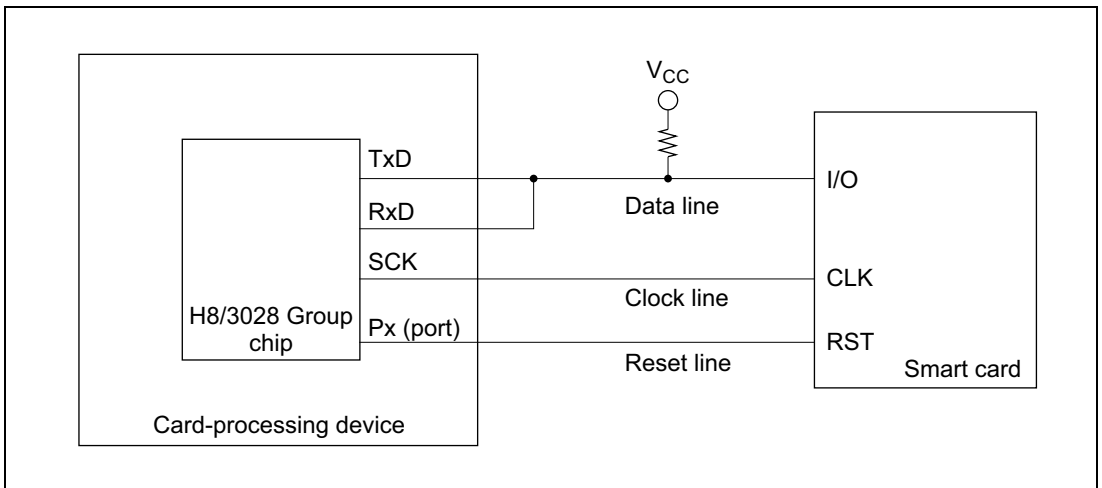 VCC
TxD
I/O
Data line
RxD
SCK
CLK
Clock line
H8/3028 Group
chip
Px (port)
RST
Reset line
Smart card
Card-processing device